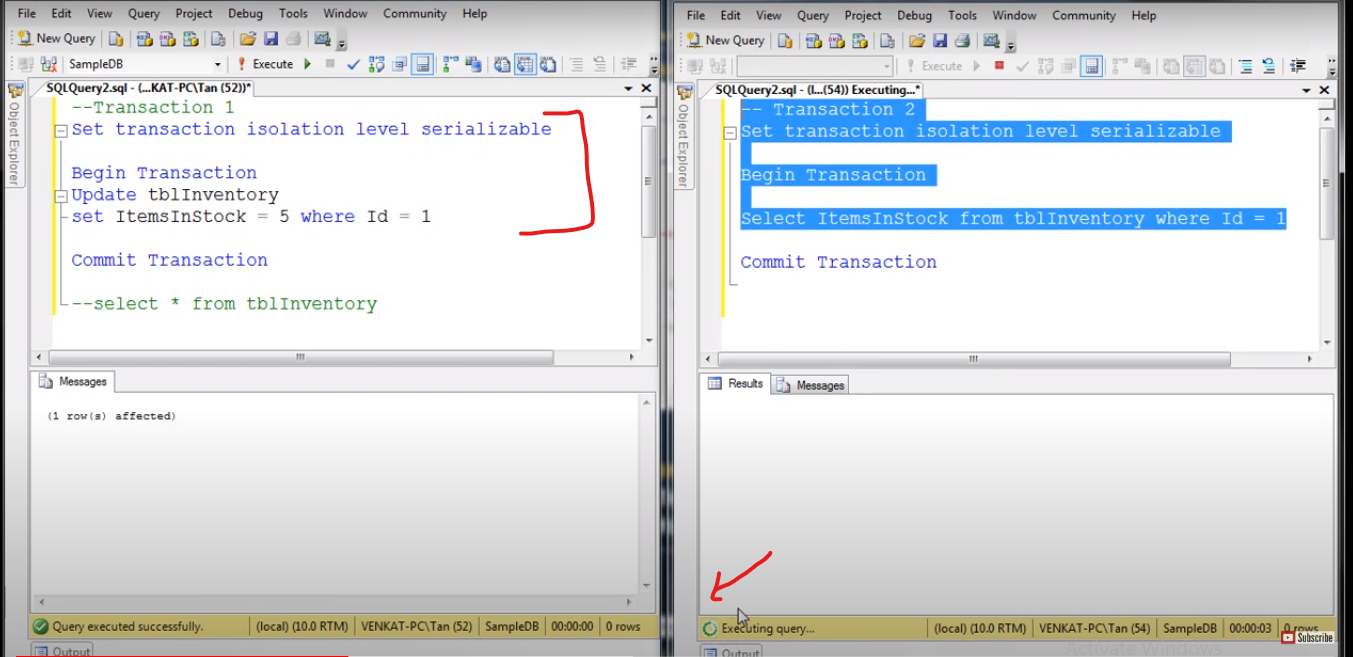 File Edit View Query Project Debug Tools Window Community Help
New Query
SampleDB Execute
SQLQuery2.sql - (...KAT-PC\Tan (52))*
Object Explorer
--Transaction 1
Set transaction isolation level serializable
Begin Transaction
Update tblInventory
set ItemsInStock = 5 where Id = 1
Commit Transaction
--select * from tblInventory
Messages
(1 row(s) affected)
Query executed successfully. (local) (10.0 RTM) VENKAT-PC\Tan (52) SampleDB 00:00:00 0 rows
Output
File Edit View Query Project Debug Tools Window Community Help
New Query
Execute
SQLQuery2.sql - (l...(54)) Executing...*
Object Explorer
-- Transaction 2
Set transaction isolation level serializable
Begin Transaction
Select ItemsInStock from tblInventory where Id = 1
Commit Transaction
Results Messages
Executing query... (local) (10.0 RTM) VENKAT-PC\Tan (54) SampleDB 00:00:03 0 rows
Subscribe
Output
Activate Windows